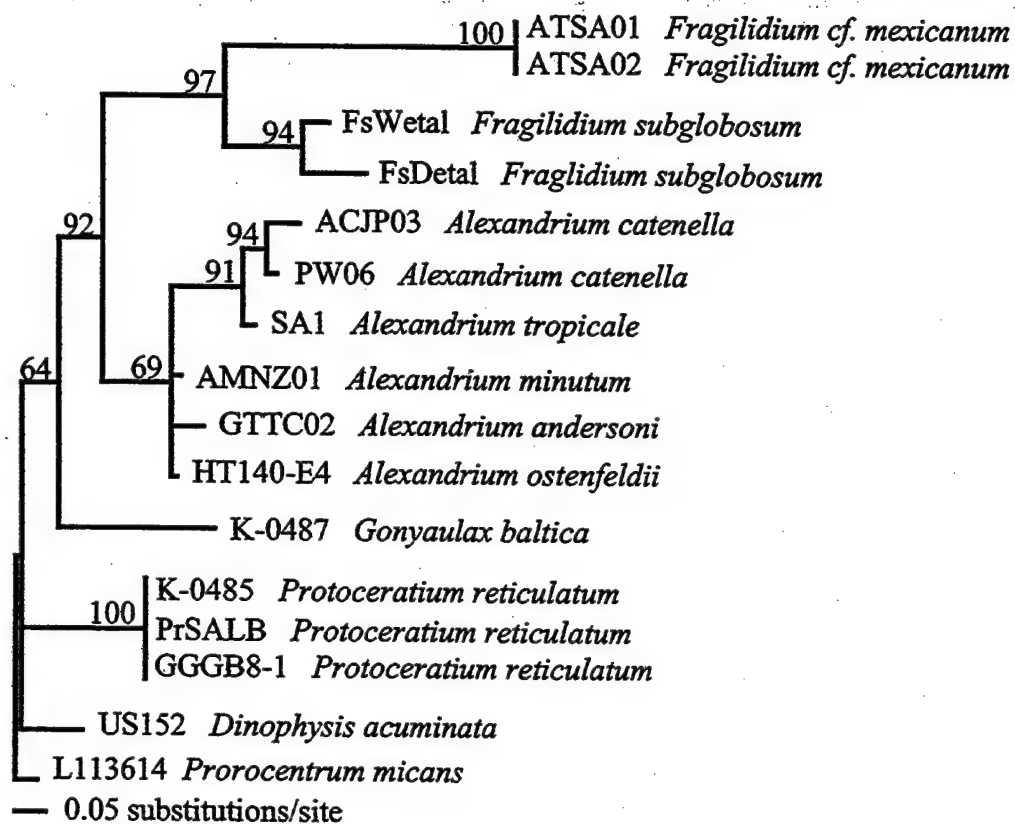 100 ATSA01 Fragilidium cf. mexicanum
ATSA02 Fragilidium cf. mexicanum
97
94 FsWetal Fragilidium subglobosum
FsDetal Fraglidium subglobosum
92
94 ACJP03 Alexandrium catenella
91 PW06 Alexandrium catenella
SA1 Alexandrium tropicale
64 69 AMNZ01 Alexandrium minutum
GTTC02 Alexandrium andersoni
HT140-E4 Alexandrium ostenfeldii
K-0487 Gonyaulax baltica
K-0485 Protoceratium reticulatum
100 PrSALB Protoceratium reticulatum
GGGB8-1 Protoceratium reticulatum
US152 Dinophysis acuminata
L113614 Prorocentrum micans
0.05 substitutions/site